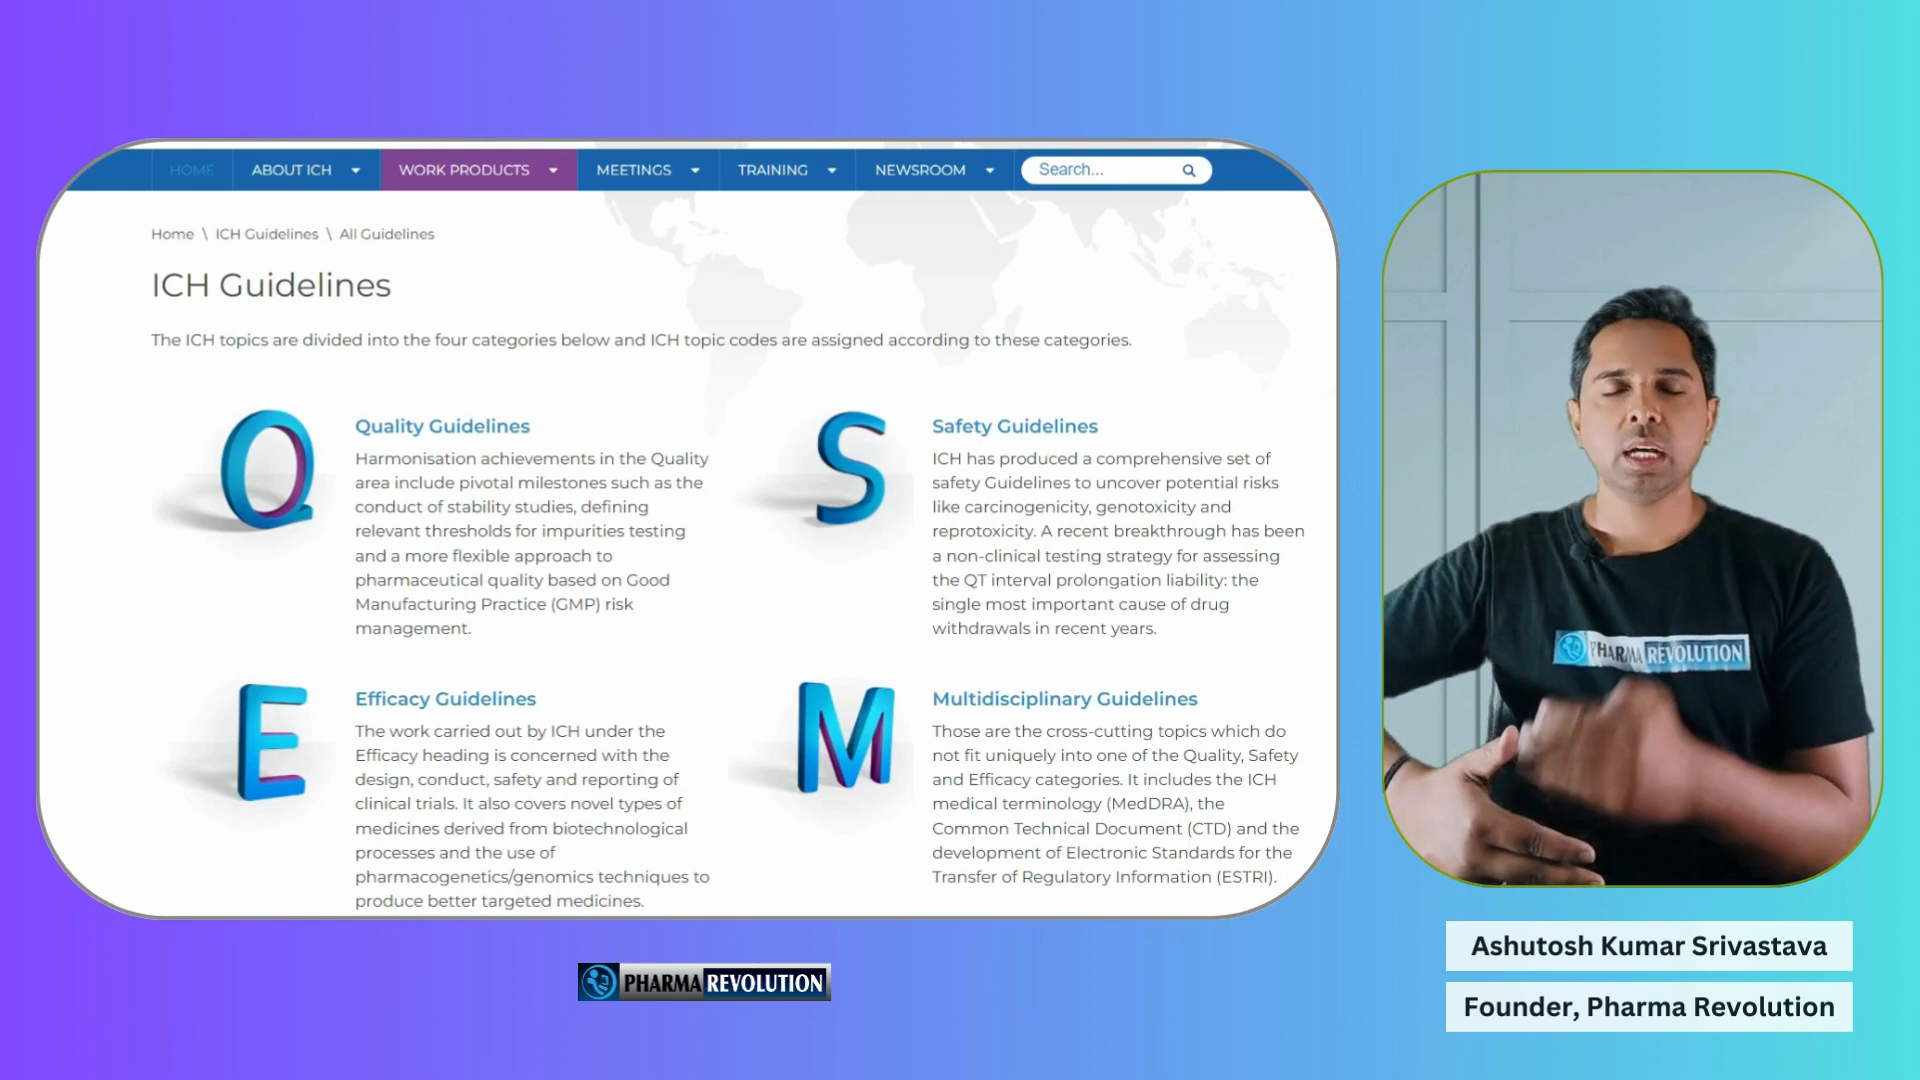 HOME ABOUT ICH WORK PRODUCTS MEETINGS TRAINING NEWSROOM Search...
Home \ ICH Guidelines \ All Guidelines
ICH Guidelines
The ICH topics are divided into the four categories below and ICH topic codes are assigned according to these categories.
Q
Quality Guidelines
Harmonisation achievements in the Quality
area include pivotal milestones such as the
conduct of stability studies, defining
relevant thresholds for impurities testing
and a more flexible approach to
pharmaceutical quality based on Good
Manufacturing Practice (GMP) risk
management.
S
Safety Guidelines
ICH has produced a comprehensive set of
safety Guidelines to uncover potential risks
like carcinogenicity, genotoxicity and
reprotoxicity. A recent breakthrough has been
a non-clinical testing strategy for assessing
the QT interval prolongation liability: the
single most important cause of drug
withdrawals in recent years.
E
Efficacy Guidelines
The work carried out by ICH under the
Efficacy heading is concerned with the
design, conduct, safety and reporting of
clinical trials. It also covers novel types of
medicines derived from biotechnological
processes and the use of
pharmacogenetics/genomics techniques to
produce better targeted medicines.
M
Multidisciplinary Guidelines
Those are the cross-cutting topics which do
not fit uniquely into one of the Quality, Safety
and Efficacy categories. It includes the ICH
medical terminology (MedDRA), the
Common Technical Document (CTD) and the
development of Electronic Standards for the
Transfer of Regulatory Information (ESTRI).
PHARMA REVOLUTION
PHARMA REVOLUTION
Ashutosh Kumar Srivastava
Founder, Pharma Revolution